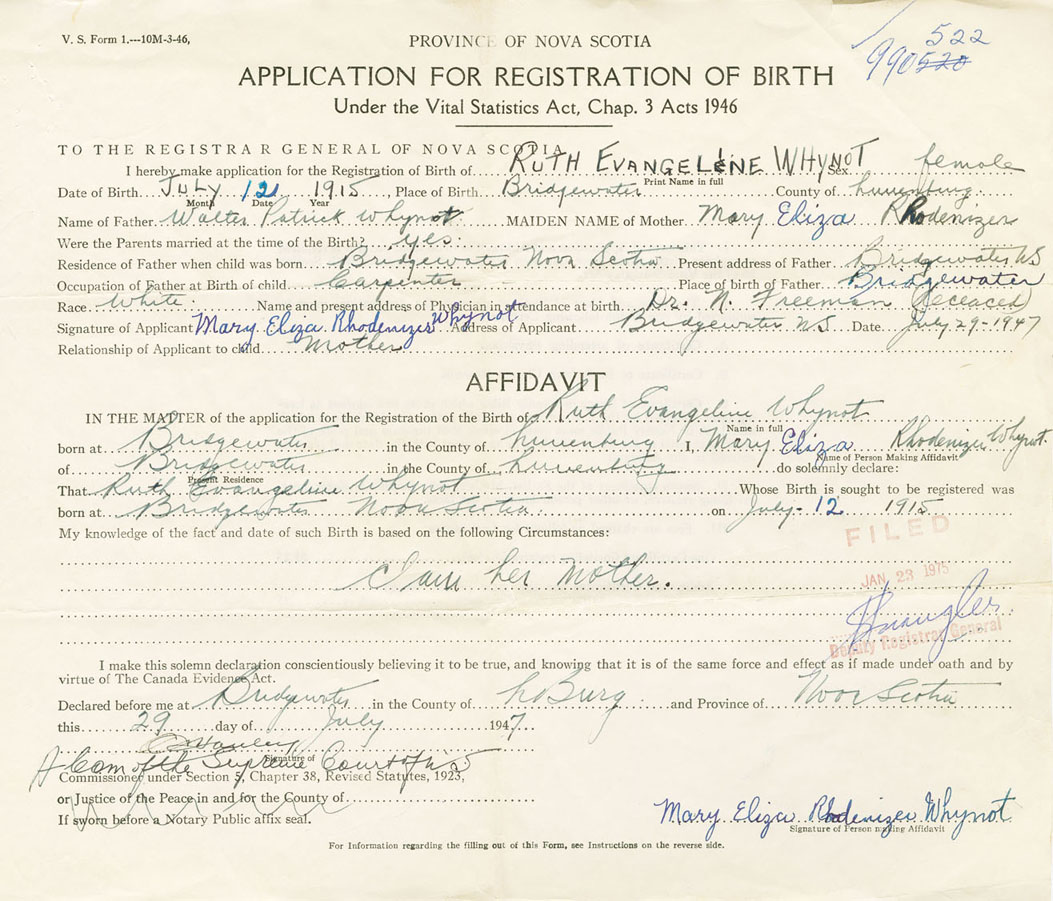 V. S. Form 1.---10M-3-46,
PROVINCE OF NOVA SCOTIA
522
990520
APPLICATION FOR REGISTRATION OF BIRTH
Under the Vital Statistics Act, Chap. 3 Acts 1946
TO THE REGISTRAR GENERAL OF NOVA SCOTIA
I hereby make application for the Registration of Birth of RUTH EVANGELINE WHYNOT Sex female
Print Name in full
Date of Birth JULY 12 1915, Place of Birth Bridgewater County of Lunenburg
Month Date Year
Name of Father Walter Patrick Whynot MAIDEN NAME of Mother Mary Eliza Rhodenizer
Were the Parents married at the time of the Birth? yes.
Residence of Father when child was born Bridgewater Nova Scotia Present address of Father Bridgewater NS
Occupation of Father at Birth of child Carpenter Place of birth of Father Bridgewater
Race White. Name and present address of Physician in attendance at birth Dr. N. Freeman (deceaced)
Signature of Applicant Mary Eliza Rhodenizer Whynot Address of Applicant Bridgewater N.S. Date July 29-1947
Relationship of Applicant to child Mother
AFFIDAVIT
IN THE MATTER of the application for the Registration of the Birth of Ruth Evangeline Whynot
Name in full
born at Bridgewater in the County of Lunenburg I, Mary Eliza Rhodenizer Whynot.
Name of Person Making Affidavit
of Bridgewater in the County of Lunenburg do solemnly declare:
Present Residence
That Ruth Evangeline Whynot Whose Birth is sought to be registered was
born at Bridgewater Nova Scotia on July- 12 1915
My knowledge of the fact and date of such Birth is based on the following Circumstances:
FILED
I am her Mother.
JAN 23 1975
Deputy Registrar General
I make this solemn declaration conscientiously believing it to be true, and knowing that it is of the same force and effect as if made under oath and by
virtue of The Canada Evidence Act.
Declared before me at Bridgewater in the County of L Burg and Province of Nova Scotia
this 29 day of July 1947
Signature of
A Com of the Supreme Court of N S
Commissioner under Section 5, Chapter 38, Revised Statutes, 1923,
or Justice of the Peace in and for the County of
If sworn before a Notary Public affix seal.
Mary Eliza Rhodenizer Whynot
Signature of Person making Affidavit
For Information regarding the filling out of this Form, see Instructions on the reverse side.